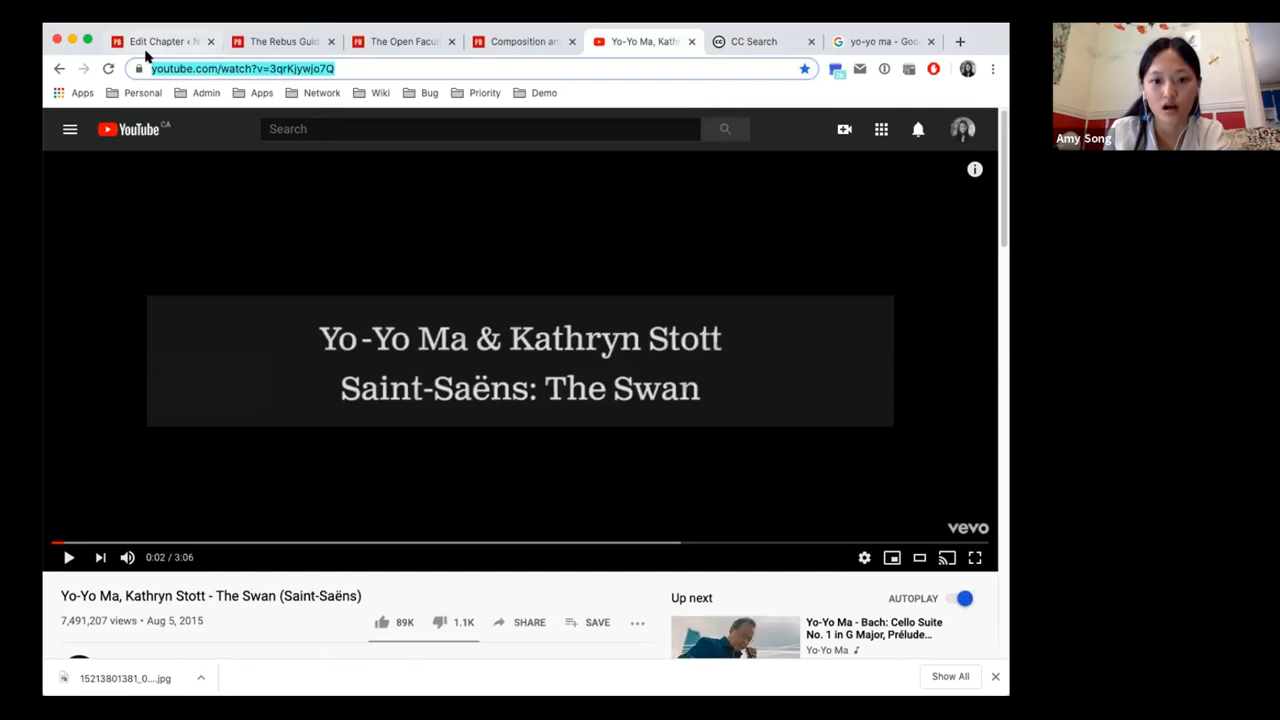 Edit Chapter ‹ N
The Rebus Guid
The Open Facul
Composition an
Yo-Yo Ma, Kathr
CC Search
yo-yo ma - Goo
youtube.com/watch?v=3qrKjywjo7Q
Apps
Personal
Admin
Apps
Network
Wiki
Bug
Priority
Demo
YouTube CA
Search
Amy Song
Yo-Yo Ma & Kathryn Stott
Saint-Saëns: The Swan
vevo
0:02 / 3:06
Yo-Yo Ma, Kathryn Stott - The Swan (Saint-Saëns)
7,491,207 views • Aug 5, 2015
89K
1.1K
SHARE
SAVE
Up next
AUTOPLAY
Yo-Yo Ma - Bach: Cello Suite
No. 1 in G Major, Prélude...
Yo-Yo Ma
15213801381_0....jpg
Show All